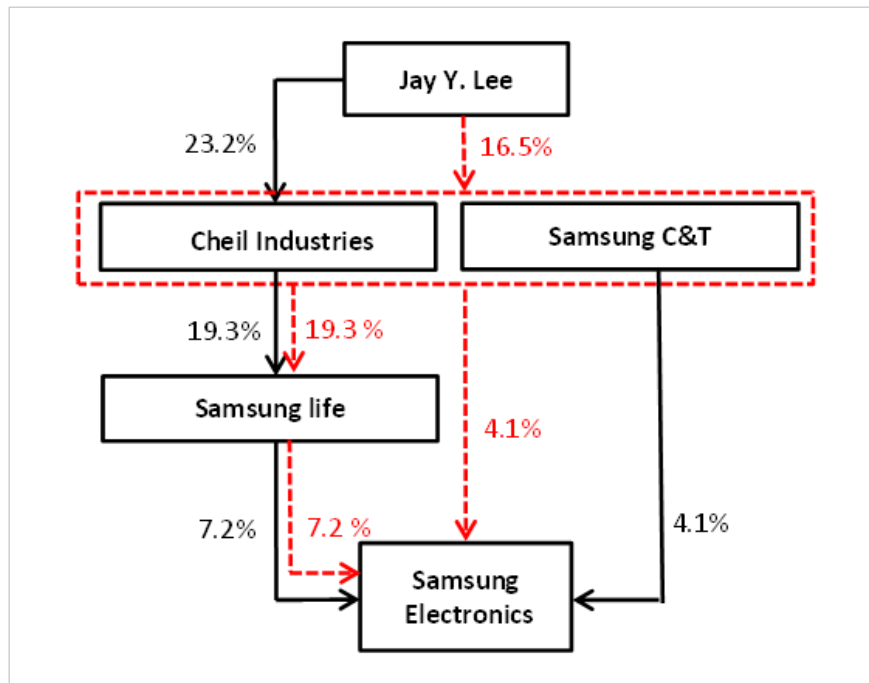 Jay Y. Lee
23.2%
16.5%
Cheil Industries
Samsung C&T
19.3%
19.3 %
Samsung life
4.1%
7.2%
7.2 %
4.1%
Samsung
Electronics